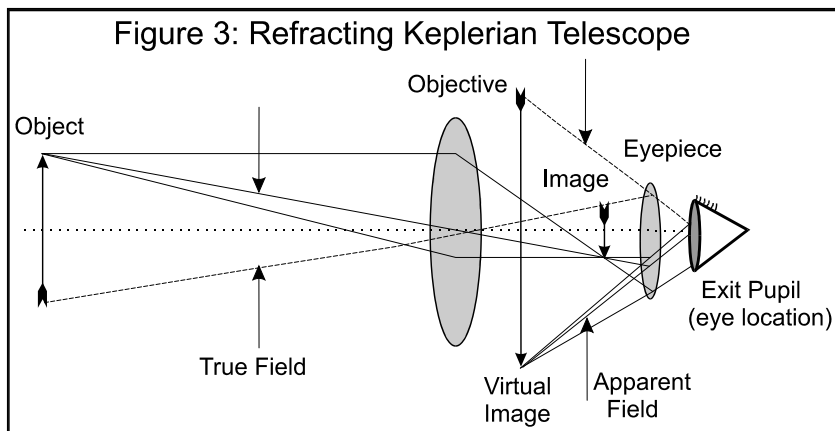 Figure 3: Refracting Keplerian Telescope
Objective
Object
Eyepiece
Image
Exit Pupil
(eye location)
True Field
Virtual
Image
Apparent
Field